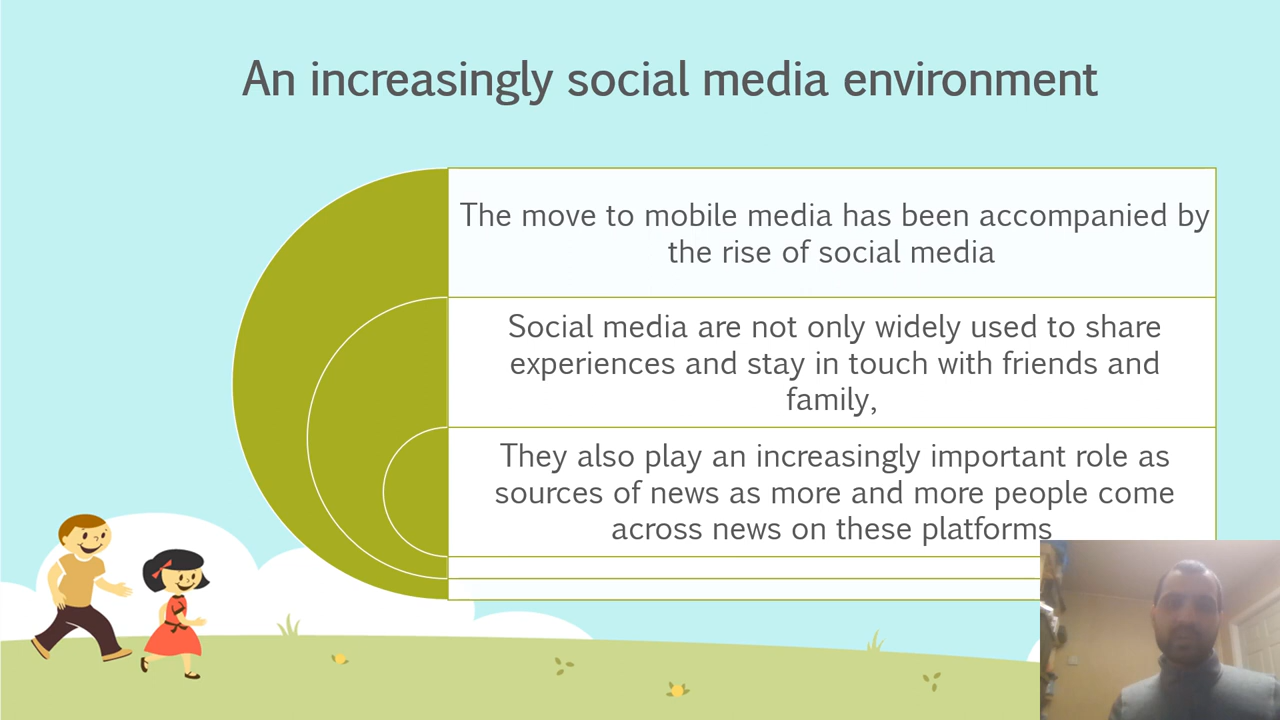 An increasingly social media environment
The move to mobile media has been accompanied by
the rise of social media
Social media are not only widely used to share
experiences and stay in touch with friends and
family,
They also play an increasingly important role as
sources of news as more and more people come
across news on these platforms